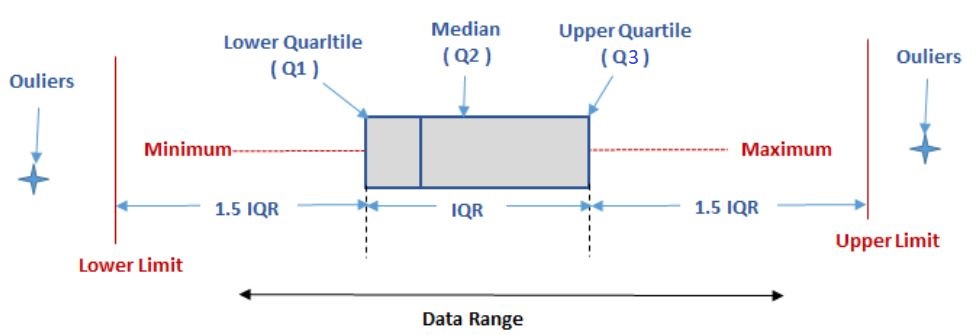 Lower Quarltile
( Q1 )
Median
( Q2 )
Upper Quartile
( Q3 )
Ouliers
Ouliers
Minimum
Maximum
1.5 IQR
IQR
1.5 IQR
Lower Limit
Upper Limit
Data Range